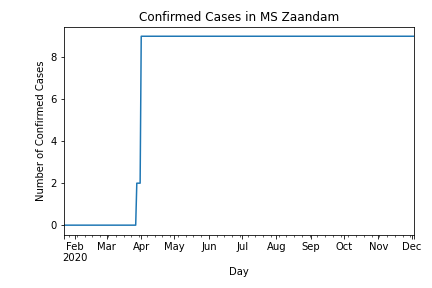 Confirmed Cases in MS Zaandam
Number of Confirmed Cases
8
6
4
2
0
Feb Mar Apr May Jun Jul Aug Sep Oct Nov Dec
2020
Day